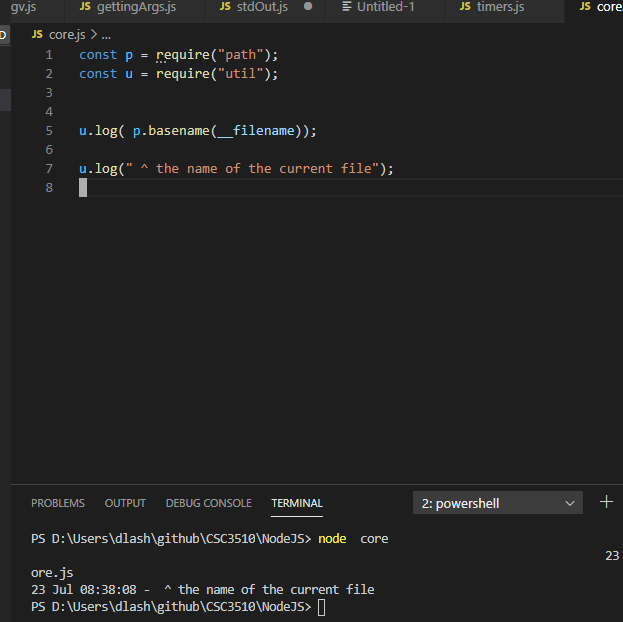 gv.js JS gettingArgs.js JS stdOut.js ● Untitled-1 JS timers.js JS core.
D JS core.js > ...
1 const p = require("path");
2 const u = require("util");
3
4
5 u.log( p.basename(__filename));
6
7 u.log(" ^ the name of the current file");
8
PROBLEMS OUTPUT DEBUG CONSOLE TERMINAL 2: powershell +
PS D:\Users\dlash\github\CSC3510\NodeJS> node  core
23
ore.js
23 Jul 08:38:08 -  ^ the name of the current file
PS D:\Users\dlash\github\CSC3510\NodeJS>